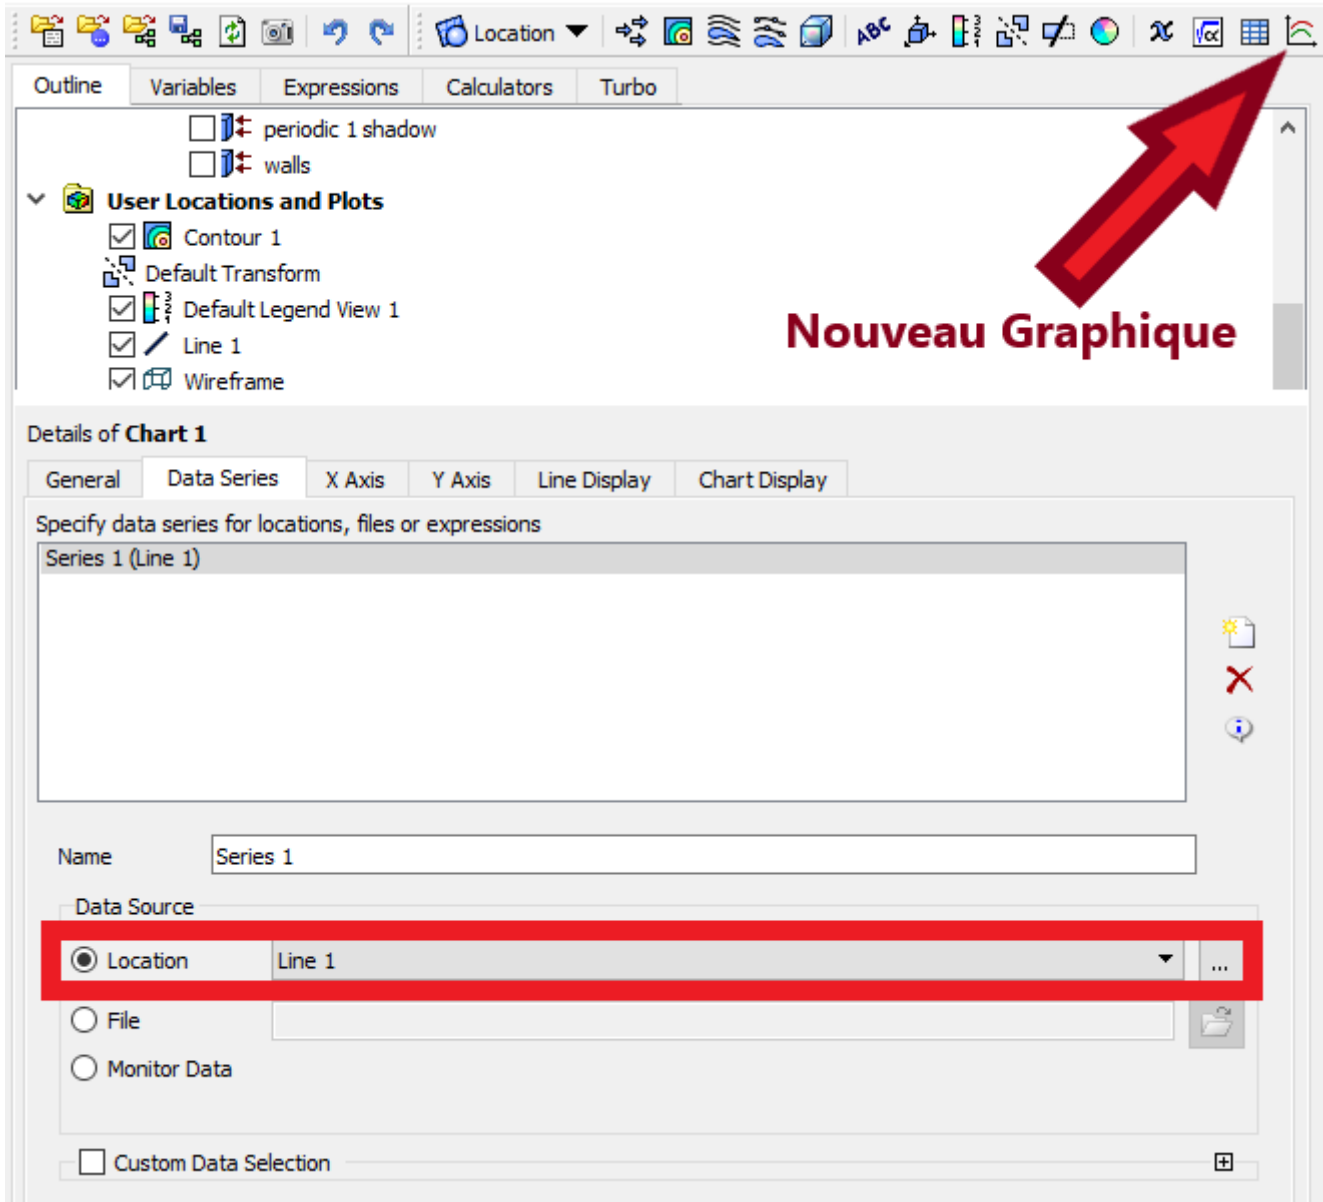 Location
ABC
Outline Variables Expressions Calculators Turbo
periodic 1 shadow
walls
User Locations and Plots
Contour 1
Default Transform
Default Legend View 1
Line 1
Wireframe
Nouveau Graphique
Details of Chart 1
General Data Series X Axis Y Axis Line Display Chart Display
Specify data series for locations, files or expressions
Series 1 (Line 1)
Name Series 1
Data Source
Location Line 1 ...
File
Monitor Data
Custom Data Selection